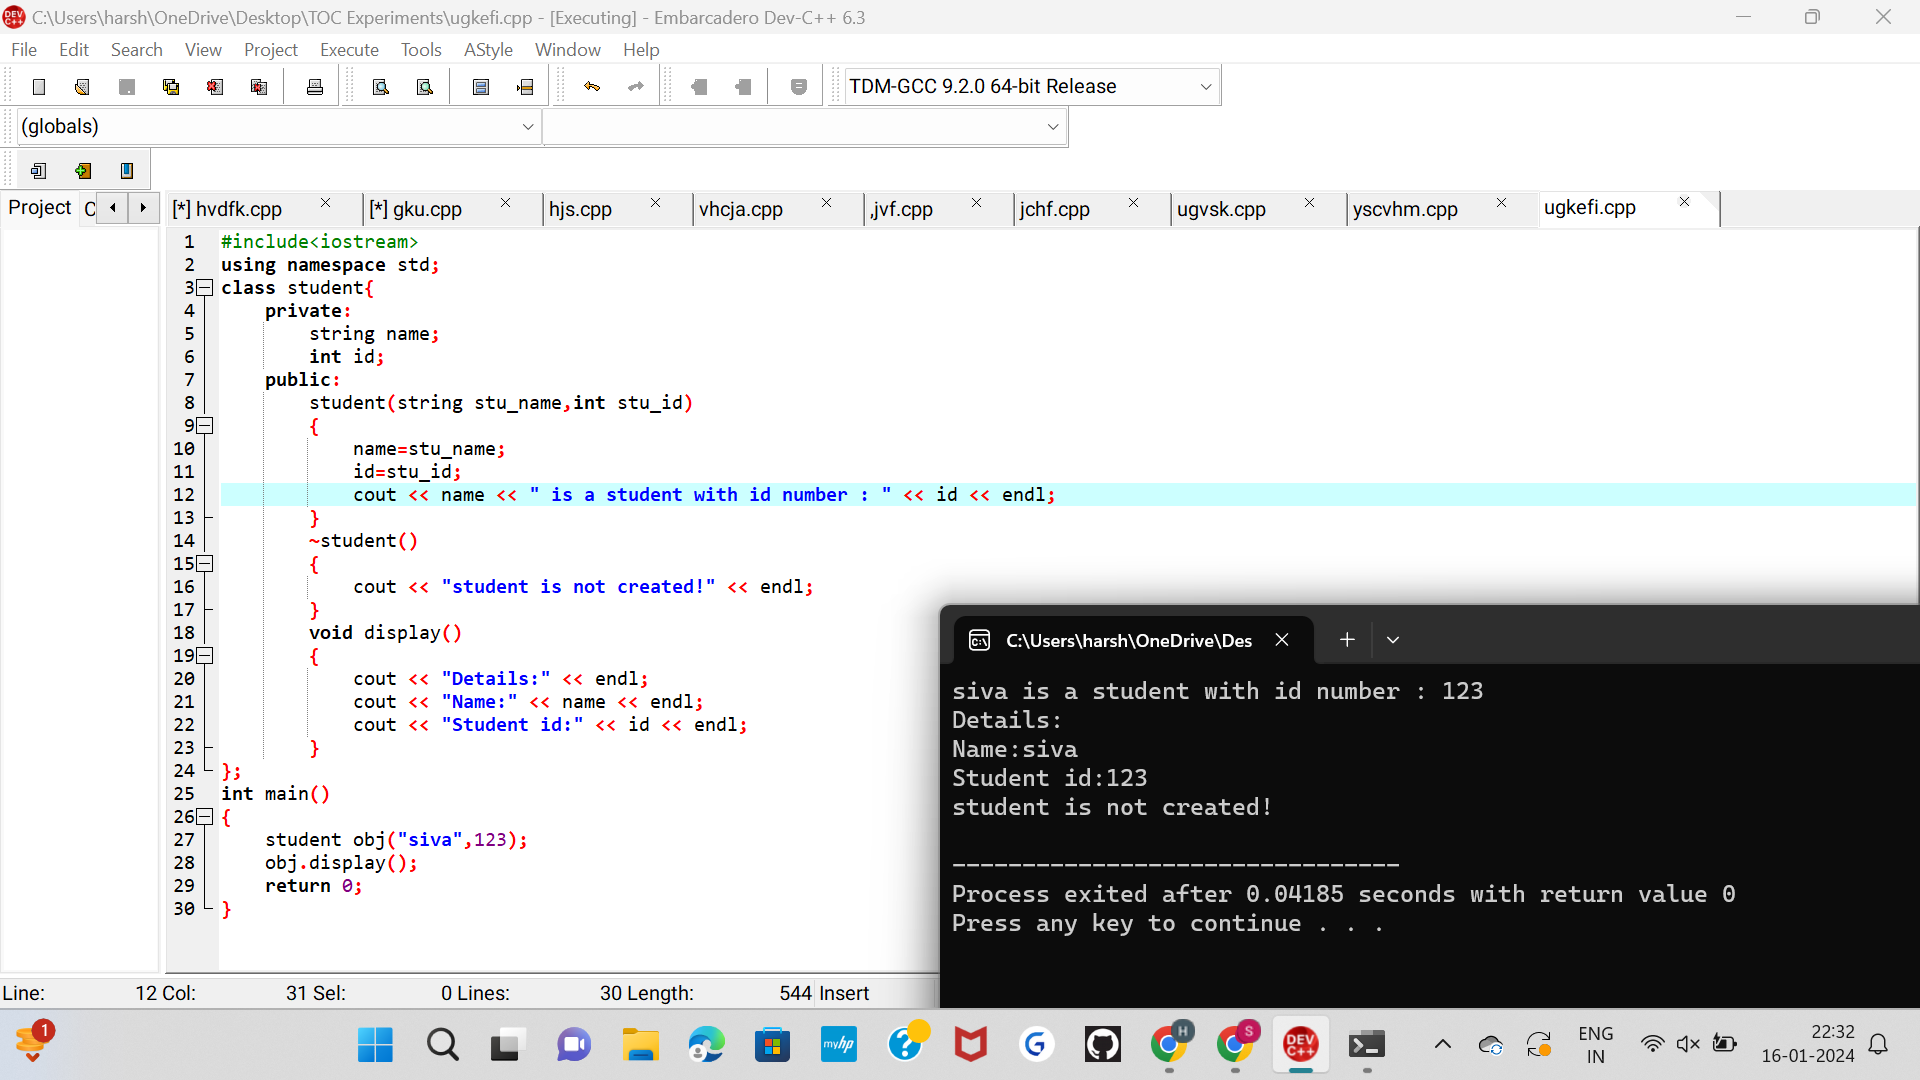 C:\Users\harsh\OneDrive\Desktop\TOC Experiments\ugkefi.cpp - [Executing] - Embarcadero Dev-C++ 6.3
File Edit Search View Project Execute Tools AStyle Window Help
TDM-GCC 9.2.0 64-bit Release
(globals)
Project C [*] hvdfk.cpp [*] gku.cpp hjs.cpp vhcja.cpp ,jvf.cpp jchf.cpp ugvsk.cpp yscvhm.cpp ugkefi.cpp
1 #include<iostream>
2 using namespace std;
3 class student{
4 private:
5 string name;
6 int id;
7 public:
8 student(string stu_name,int stu_id)
9 {
10 name=stu_name;
11 id=stu_id;
12 cout << name << " is a student with id number : " << id << endl;
13 }
14 ~student()
15 {
16 cout << "student is not created!" << endl;
17 }
18 void display()
19 {
20 cout << "Details:" << endl;
21 cout << "Name:" << name << endl;
22 cout << "Student id:" << id << endl;
23 }
24 };
25 int main()
26 {
27 student obj("siva",123);
28 obj.display();
29 return 0;
30 }
C:\Users\harsh\OneDrive\Des
siva is a student with id number : 123
Details:
Name:siva
Student id:123
student is not created!
--------------------------------
Process exited after 0.04185 seconds with return value 0
Press any key to continue . . .
Line: 12 Col: 31 Sel: 0 Lines: 30 Length: 544 Insert
1
myhp
H
S
DEV C++
ENG
IN
22:32
16-01-2024